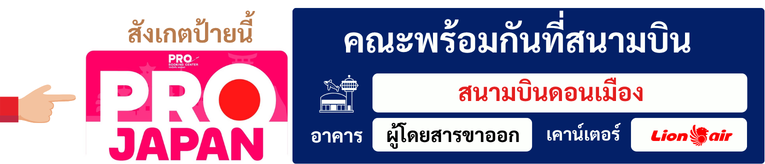 สังเกตป้ายนี้
PRO
PRO
JAPAN
คณะพร้อมกันที่สนามบิน
สนามบินดอนเมือง
อาคาร ผู้โดยสารขาออก เคาน์เตอร์ Lion air